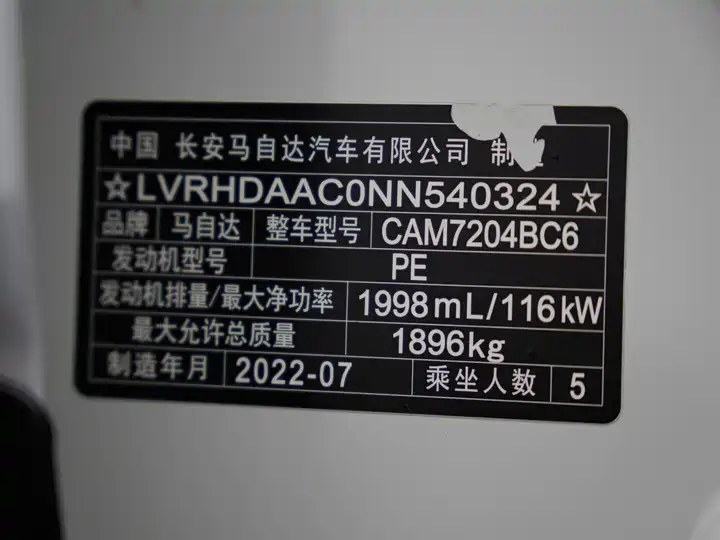 中国 长安马自达汽车有限公司 制
☆LVRHDAAC0NN540324☆
品牌 马自达 整车型号 CAM7204BC6
发动机型号 PE
发动机排量/最大净功率 1998mL/116kW
最大允许总质量 1896kg
制造年月 2022-07 乘坐人数 5